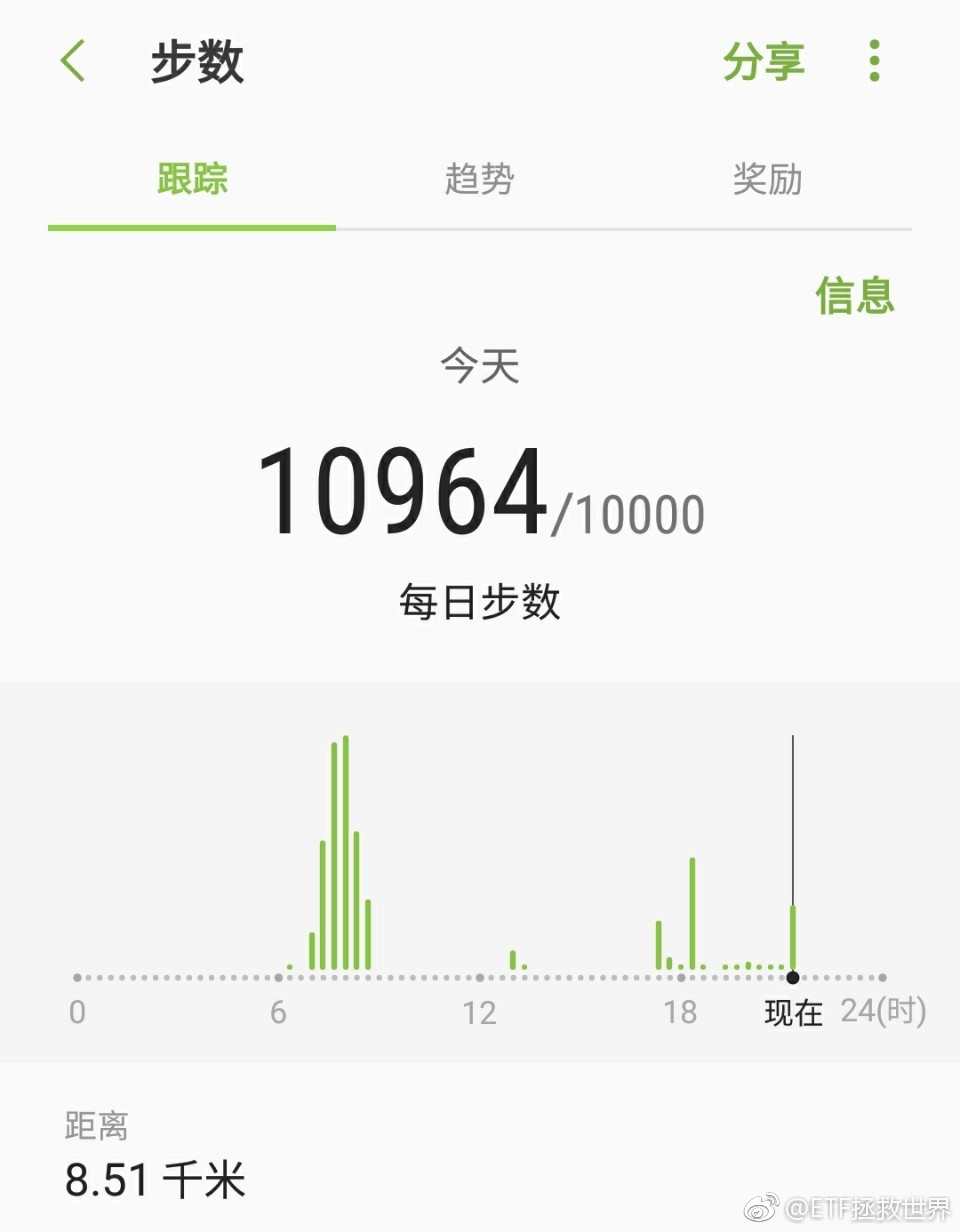 步数 分享
跟踪 趋势 奖励
信息
今天
10964/10000
每日步数
0 6 12 18 现在 24(时)
距离
8.51 千米
@ETF拯救世界